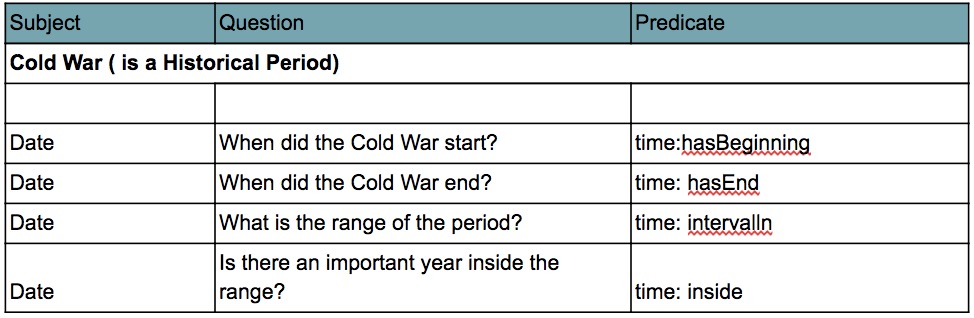 Subject Question Predicate
Cold War ( is a Historical Period)
Date When did the Cold War start? time:hasBeginning
Date When did the Cold War end? time: hasEnd
Date What is the range of the period? time: intervalIn
Is there an important year inside the
Date range? time: inside